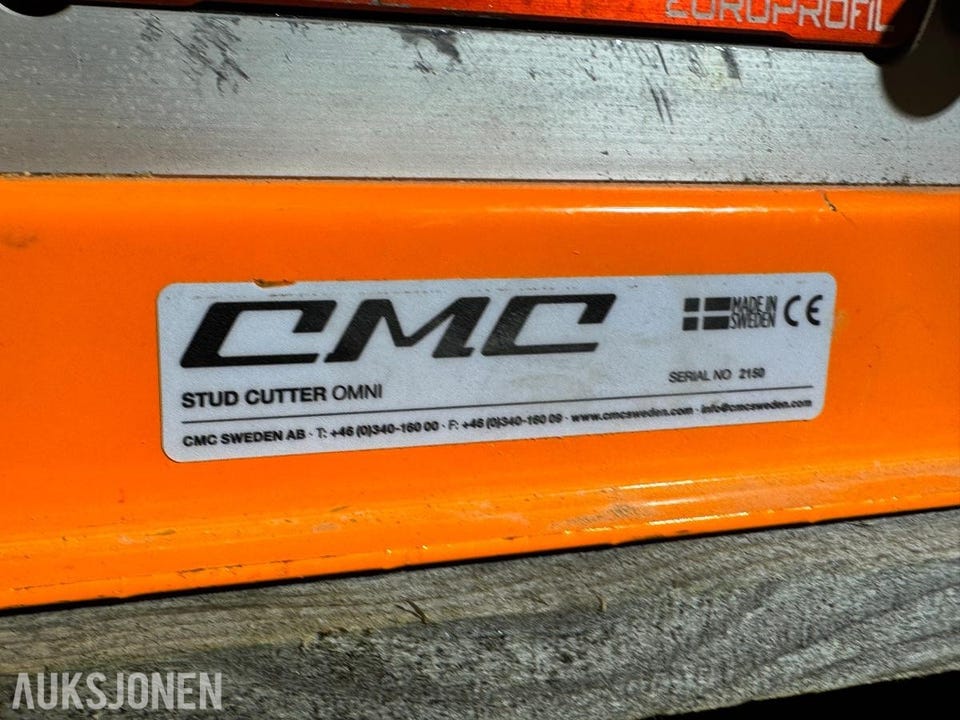 EUROPROFIL
CMC
MADE IN
SWEDEN CE
STUD CUTTER OMNI
SERIAL NO 2150
CMC SWEDEN AB · T: +46 (0)340-160 00 · F: +46 (0)340-160 09 · www.cmcsweden.com · info@cmcsweden.com
AUKSJONEN